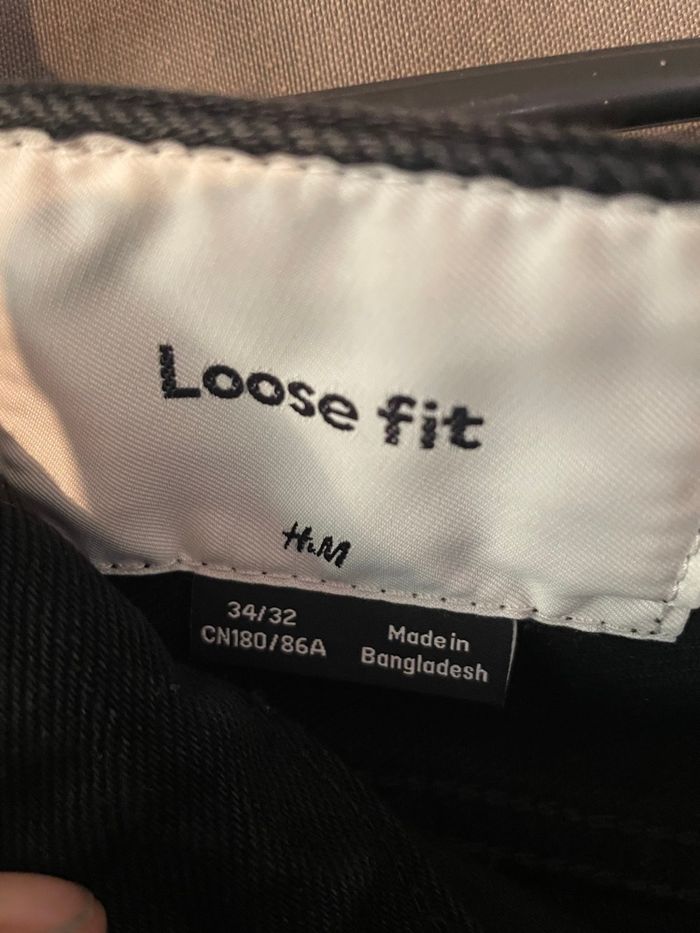 Loose fit
H&M
34/32
CN180/86A
Made in
Bangladesh